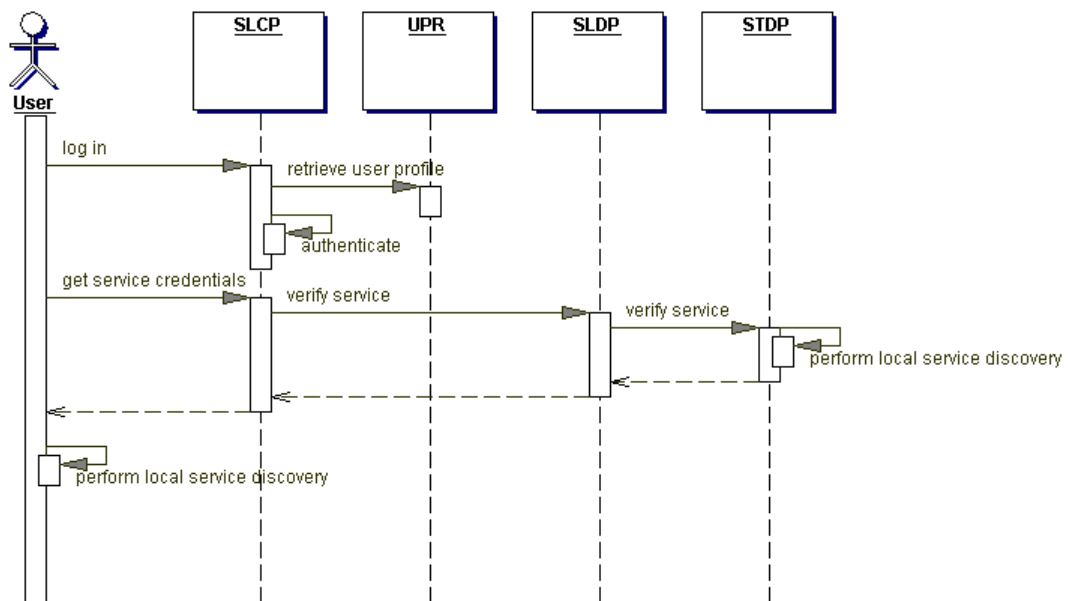 SLCP
UPR
SLDP
STDP
User
log in
retrieve user profile
authenticate
get service credentials
verify service
verify service
perform local service discovery
perform local service discovery